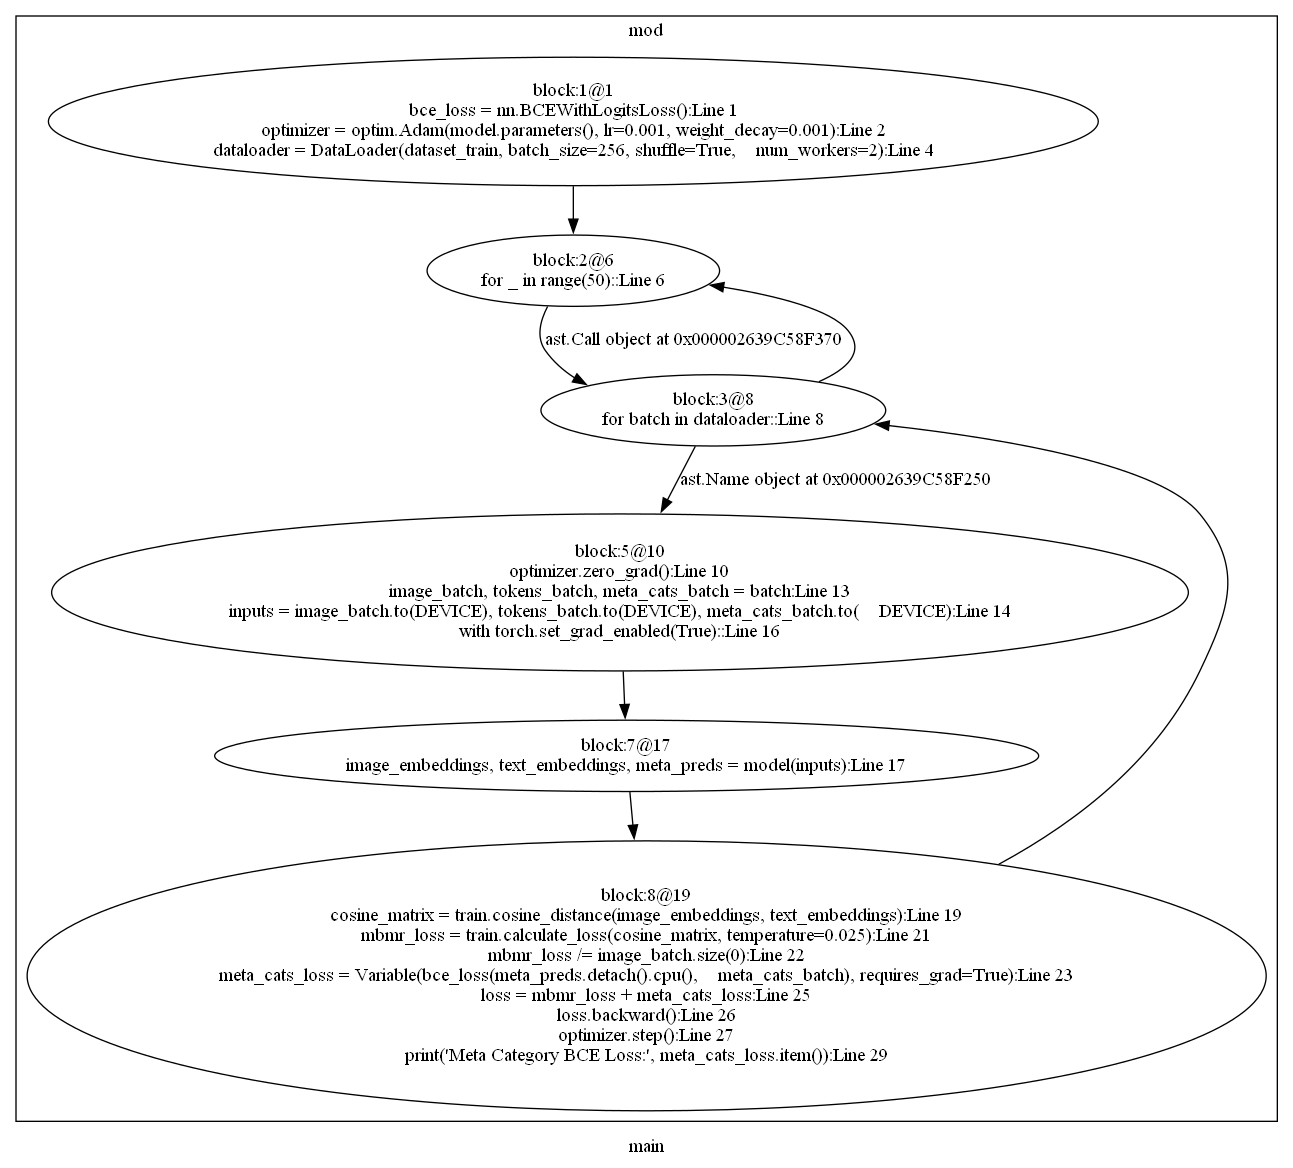 mod
block:1@1
bce_loss = nn.BCEWithLogitsLoss():Line 1
optimizer = optim.Adam(model.parameters(), lr=0.001, weight_decay=0.001):Line 2
dataloader = DataLoader(dataset_train, batch_size=256, shuffle=True,    num_workers=2):Line 4
block:2@6
for _ in range(50)::Line 6
ast.Call object at 0x000002639C58F370
block:3@8
for batch in dataloader::Line 8
ast.Name object at 0x000002639C58F250
block:5@10
optimizer.zero_grad():Line 10
image_batch, tokens_batch, meta_cats_batch = batch:Line 13
inputs = image_batch.to(DEVICE), tokens_batch.to(DEVICE), meta_cats_batch.to(    DEVICE):Line 14
with torch.set_grad_enabled(True)::Line 16
block:7@17
image_embeddings, text_embeddings, meta_preds = model(inputs):Line 17
block:8@19
cosine_matrix = train.cosine_distance(image_embeddings, text_embeddings):Line 19
mbmr_loss = train.calculate_loss(cosine_matrix, temperature=0.025):Line 21
mbmr_loss /= image_batch.size(0):Line 22
meta_cats_loss = Variable(bce_loss(meta_preds.detach().cpu(),    meta_cats_batch), requires_grad=True):Line 23
loss = mbmr_loss + meta_cats_loss:Line 25
loss.backward():Line 26
optimizer.step():Line 27
print('Meta Category BCE Loss:', meta_cats_loss.item()):Line 29
main